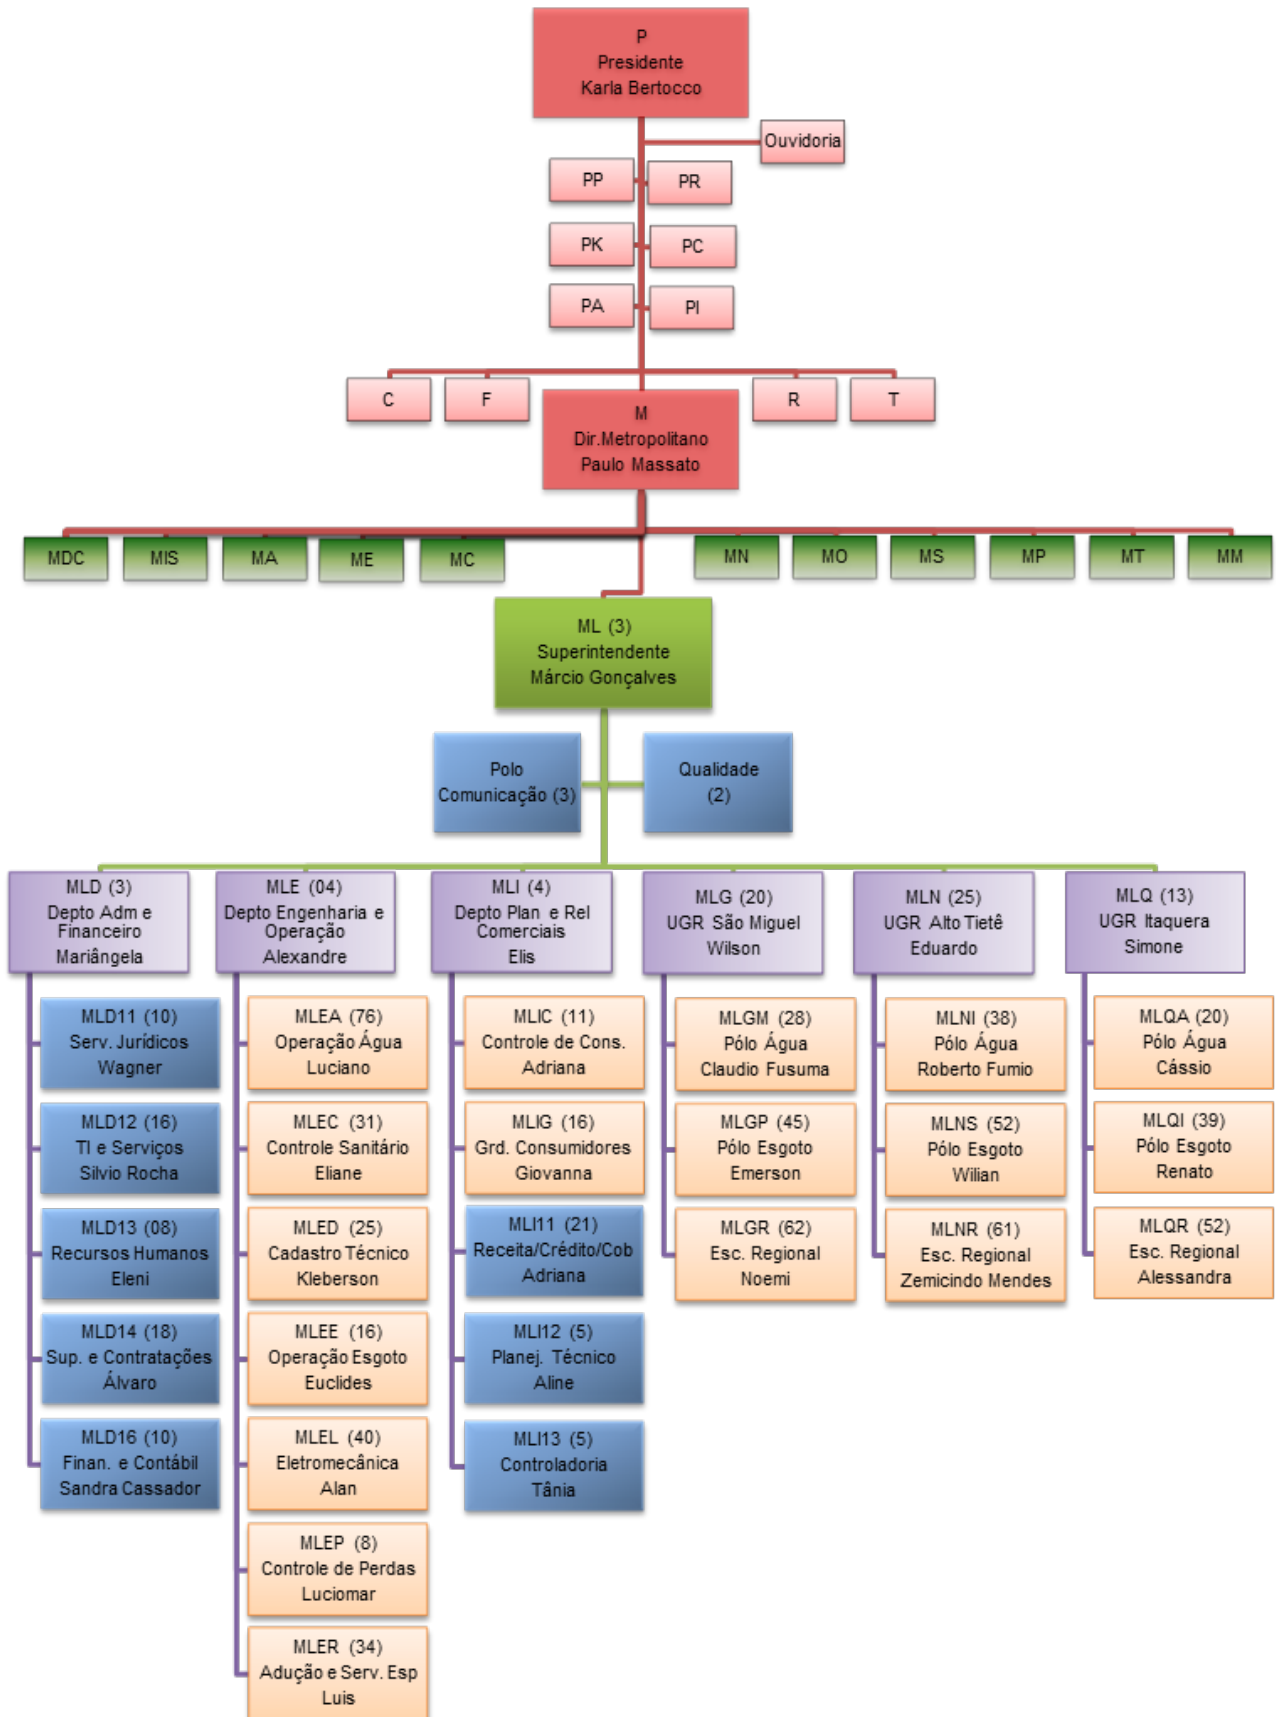 P
Presidente
Karla Bertocco
Ouvidoria
PP
PR
PK
PC
PA
PI
C
F
R
T
M
Dir.Metropolitano
Paulo Massato
MDC
MIS
MA
ME
MC
MN
MO
MS
MP
MT
MM
ML (3)
Superintendente
Márcio Gonçalves
Polo
Comunicação (3)
Qualidade
(2)
MLD (3)
Depto Adm e
Financeiro
Mariângela
MLE (04)
Depto Engenharia e
Operação
Alexandre
MLI (4)
Depto Plan e Rel
Comerciais
Elis
MLG (20)
UGR São Miguel
Wilson
MLN (25)
UGR Alto Tietê
Eduardo
MLQ (13)
UGR Itaquera
Simone
MLD11 (10)
Serv. Jurídicos
Wagner
MLD12 (16)
TI e Serviços
Silvio Rocha
MLD13 (08)
Recursos Humanos
Eleni
MLD14 (18)
Sup. e Contratações
Álvaro
MLD16 (10)
Finan. e Contábil
Sandra Cassador
MLEA (76)
Operação Água
Luciano
MLEC (31)
Controle Sanitário
Eliane
MLED (25)
Cadastro Técnico
Kleberson
MLEE (16)
Operação Esgoto
Euclides
MLEL (40)
Eletromecânica
Alan
MLEP (8)
Controle de Perdas
Luciomar
MLER (34)
Adução e Serv. Esp
Luis
MLIC (11)
Controle de Cons.
Adriana
MLIG (16)
Grd. Consumidores
Giovanna
MLI11 (21)
Receita/Crédito/Cob
Adriana
MLI12 (5)
Planej. Técnico
Aline
MLI13 (5)
Controladoria
Tânia
MLGM (28)
Pólo Água
Claudio Fusuma
MLGP (45)
Pólo Esgoto
Emerson
MLGR (62)
Esc. Regional
Noemi
MLNI (38)
Pólo Água
Roberto Fumio
MLNS (52)
Pólo Esgoto
Wilian
MLNR (61)
Esc. Regional
Zemicindo Mendes
MLQA (20)
Pólo Água
Cássio
MLQI (39)
Pólo Esgoto
Renato
MLQR (52)
Esc. Regional
Alessandra